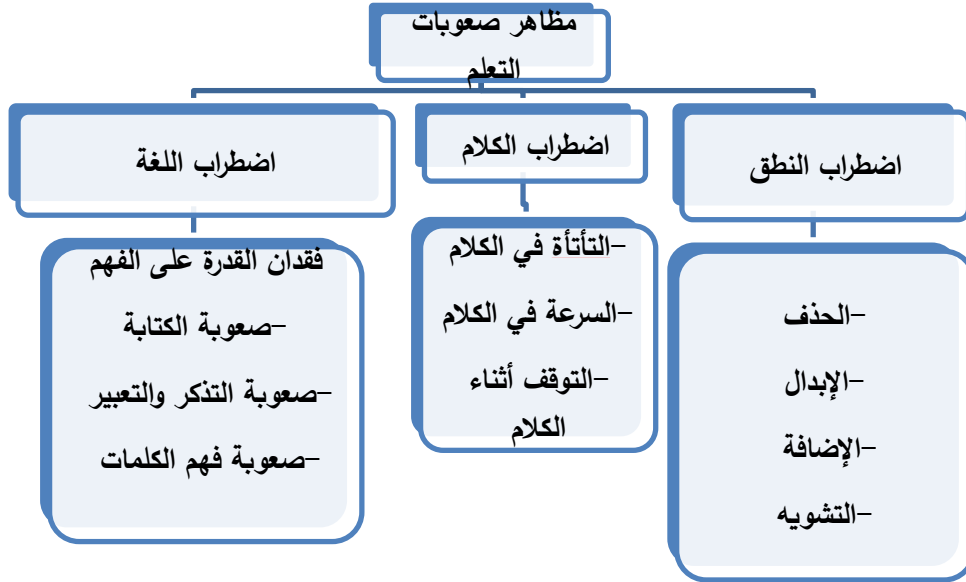 مظاهر صعوبات
التعلم
اضطراب النطق
-الحذف
-الإبدال
-الإضافة
-التشويه
اضطراب الكلام
-التأتأة في الكلام
-السرعة في الكلام
-التوقف أثناء
الكلام
اضطراب اللغة
فقدان القدرة على الفهم
-صعوبة الكتابة
-صعوبة التذكر والتعبير
-صعوبة فهم الكلمات